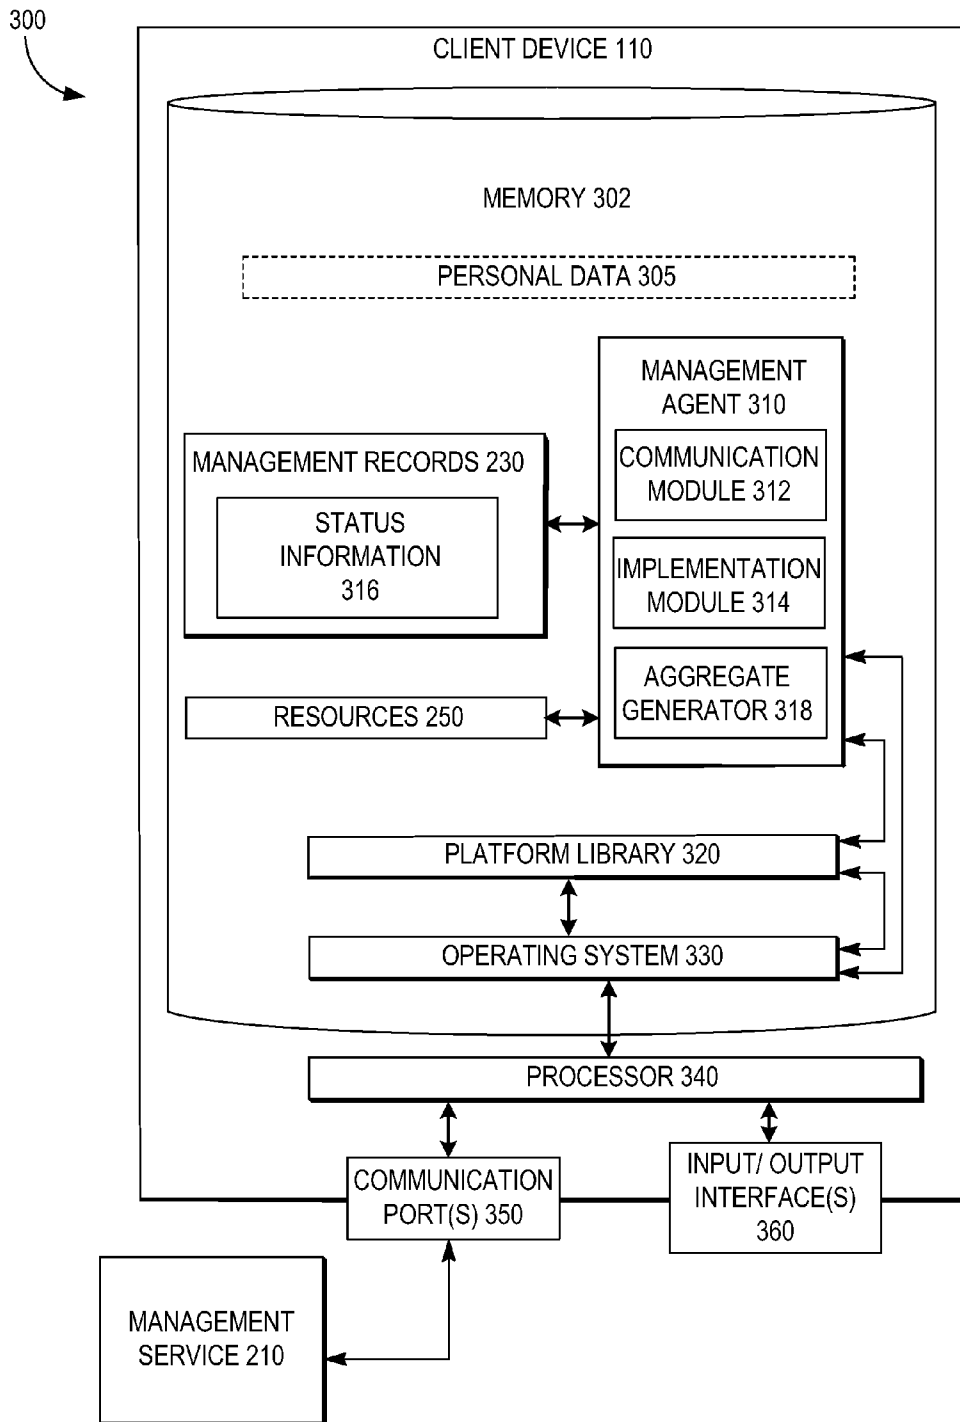 300
CLIENT DEVICE 110
MEMORY 302
PERSONAL DATA 305
MANAGEMENT
AGENT 310
COMMUNICATION
MODULE 312
MANAGEMENT RECORDS 230
STATUS
INFORMATION
316
IMPLEMENTATION
MODULE 314
AGGREGATE
GENERATOR 318
RESOURCES 250
PLATFORM LIBRARY 320
OPERATING SYSTEM 330
PROCESSOR 340
COMMUNICATION
PORT(S) 350
INPUT/ OUTPUT
INTERFACE(S)
360
MANAGEMENT
SERVICE 210